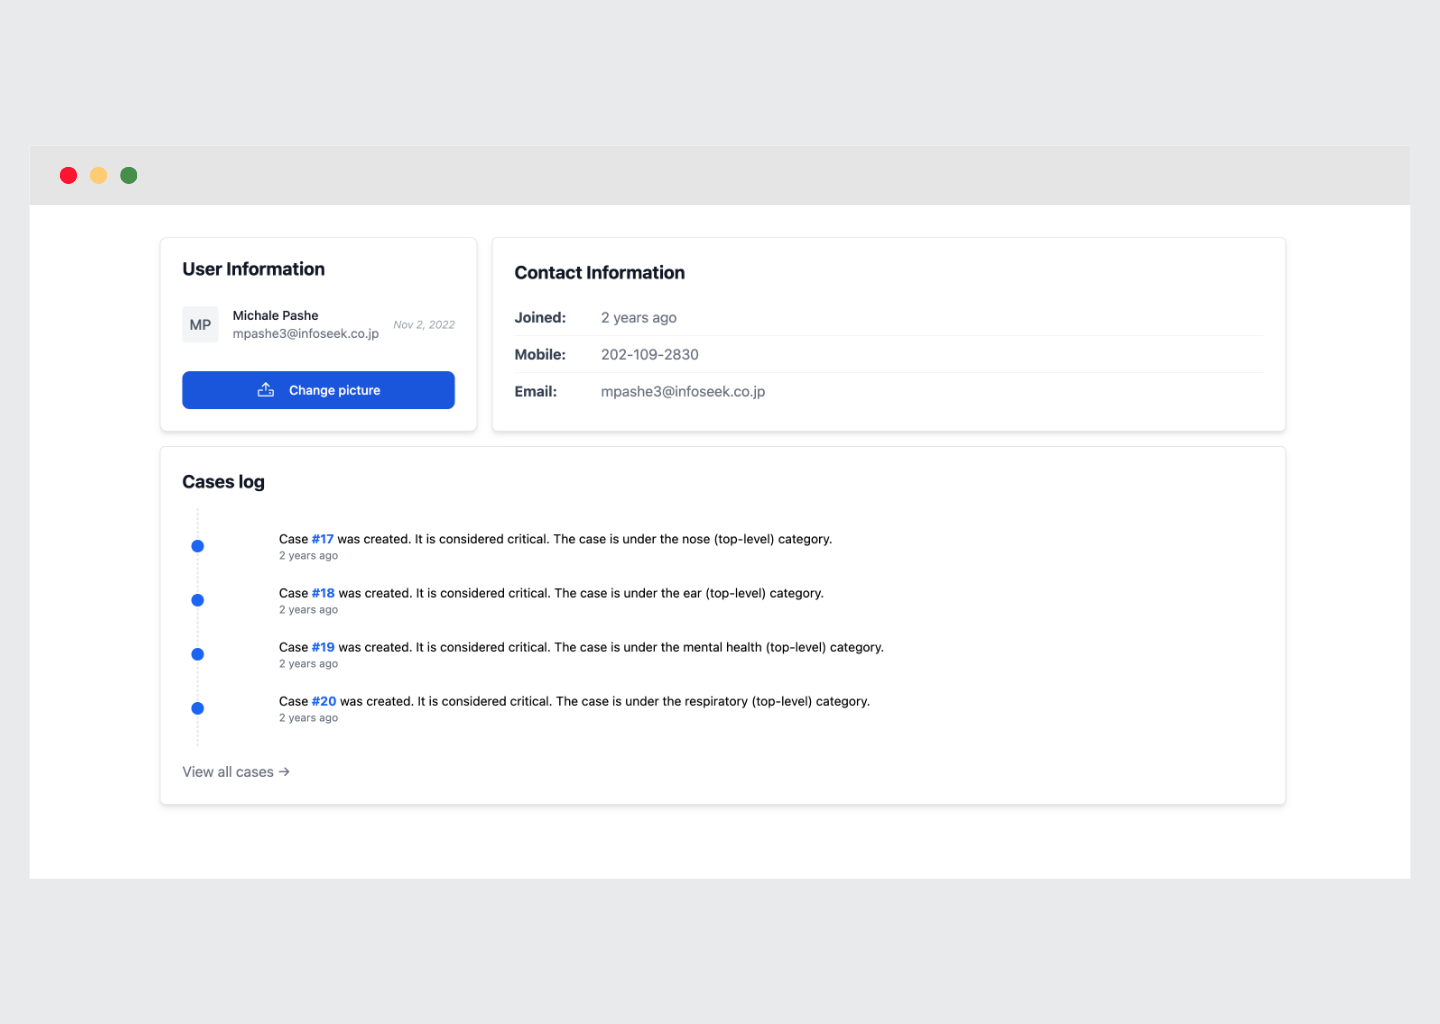 User Information
MP
Michale Pashe
mpashe3@infoseek.co.jp
Nov 2, 2022
Change picture
Contact Information
Joined: 2 years ago
Mobile: 202-109-2830
Email: mpashe3@infoseek.co.jp
Cases log
Case #17 was created. It is considered critical. The case is under the nose (top-level) category.
2 years ago
Case #18 was created. It is considered critical. The case is under the ear (top-level) category.
2 years ago
Case #19 was created. It is considered critical. The case is under the mental health (top-level) category.
2 years ago
Case #20 was created. It is considered critical. The case is under the respiratory (top-level) category.
2 years ago
View all cases →